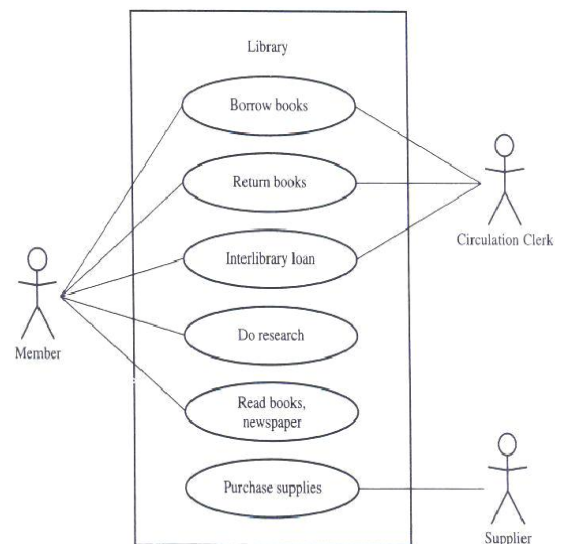 Library
Borrow books
Return books
Circulation Clerk
Interlibrary loan
Member
Do research
Read books,
newspaper
Purchase supplies
Supplier